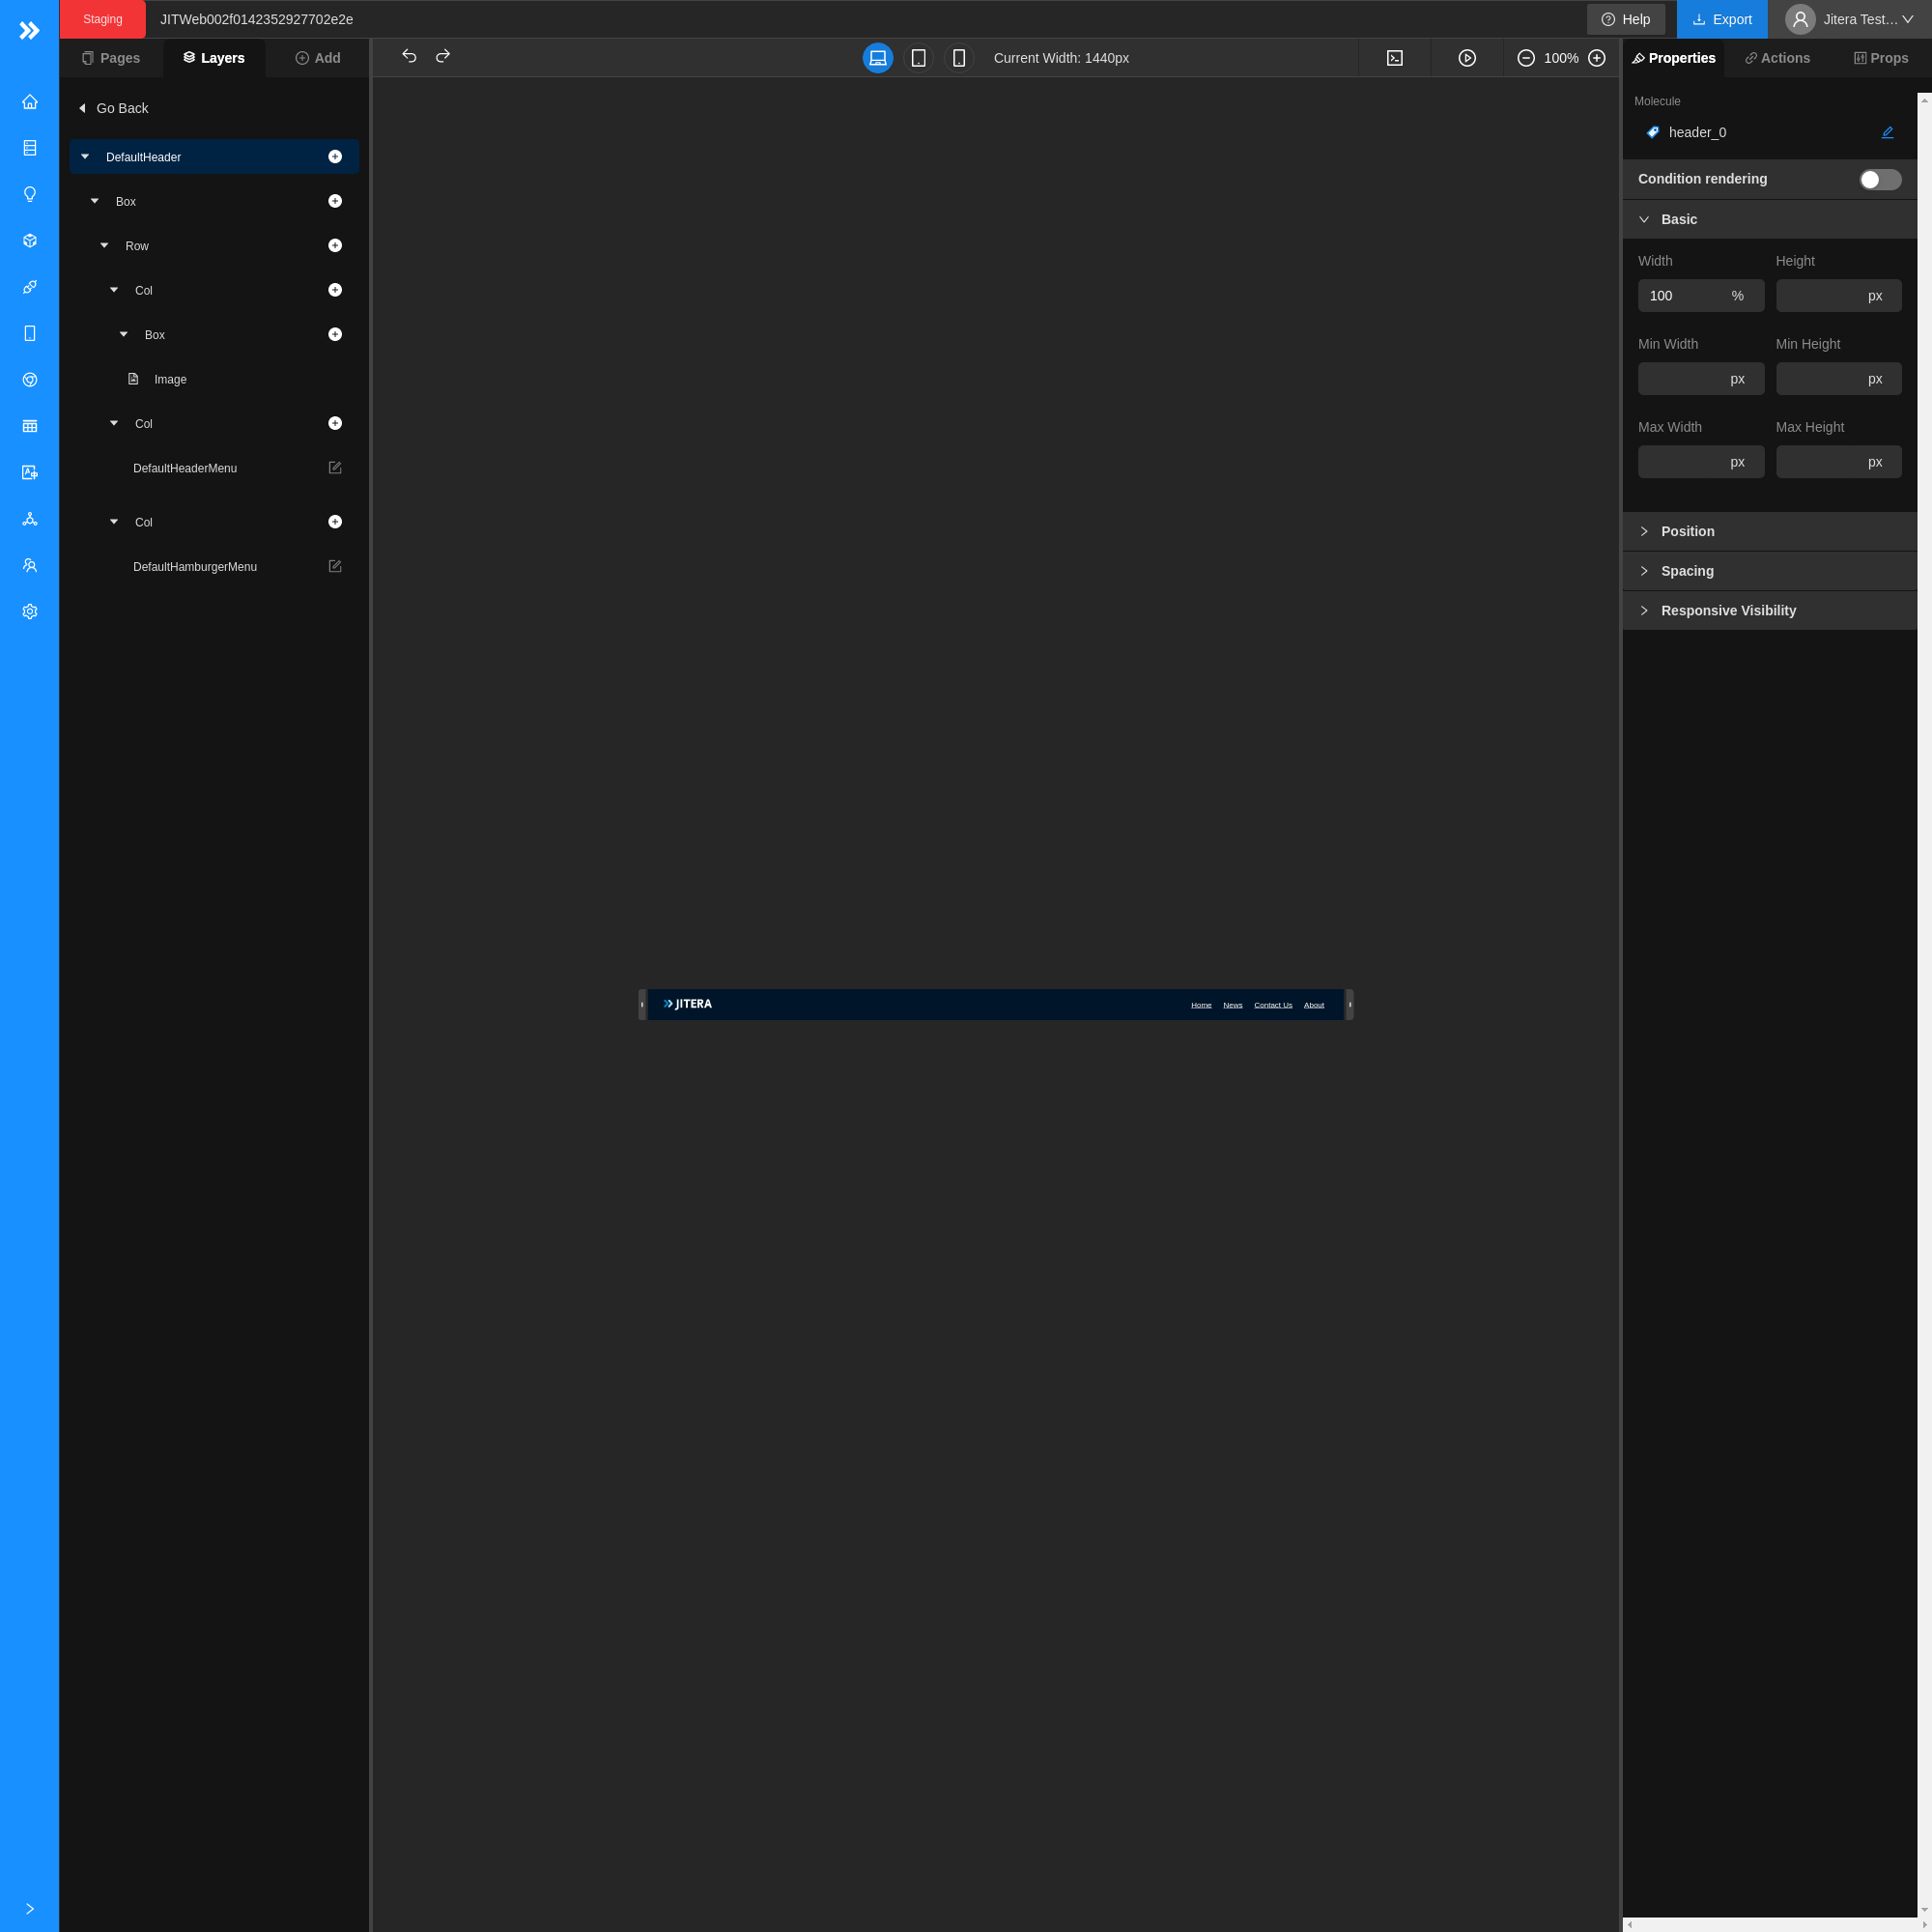 Staging
JITWeb002f0142352927702e2e
Help
Export
Jitera Test...
Pages
Layers
Add
Current Width: 1440px
100%
Properties
Actions
Props
Go Back
DefaultHeader
Box
Row
Col
Box
Image
Col
DefaultHeaderMenu
Col
DefaultHamburgerMenu
JITERA
Home
News
Contact Us
About
Molecule
header_0
Condition rendering
Basic
Width
Height
100 %
px
Min Width
Min Height
px
px
Max Width
Max Height
px
px
Position
Spacing
Responsive Visibility